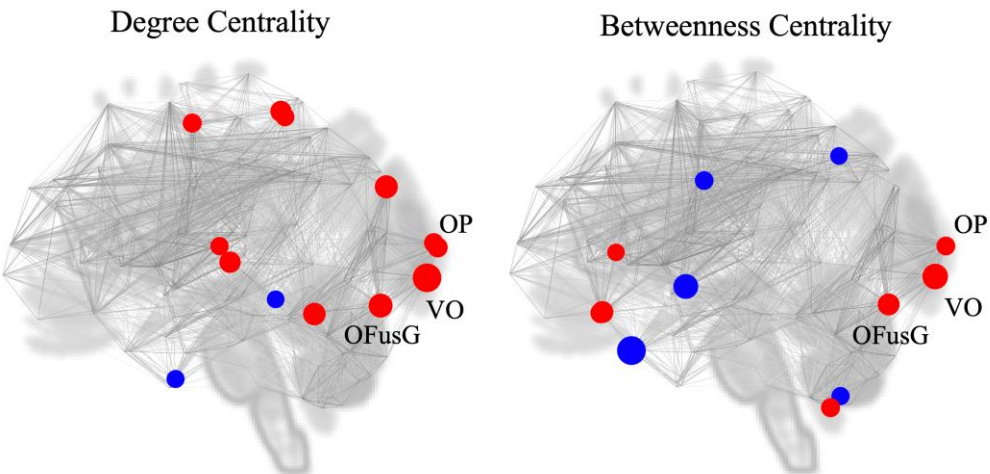 Degree Centrality
Betweenness Centrality
OP
VO
OFusG
OP
VO
OFusG